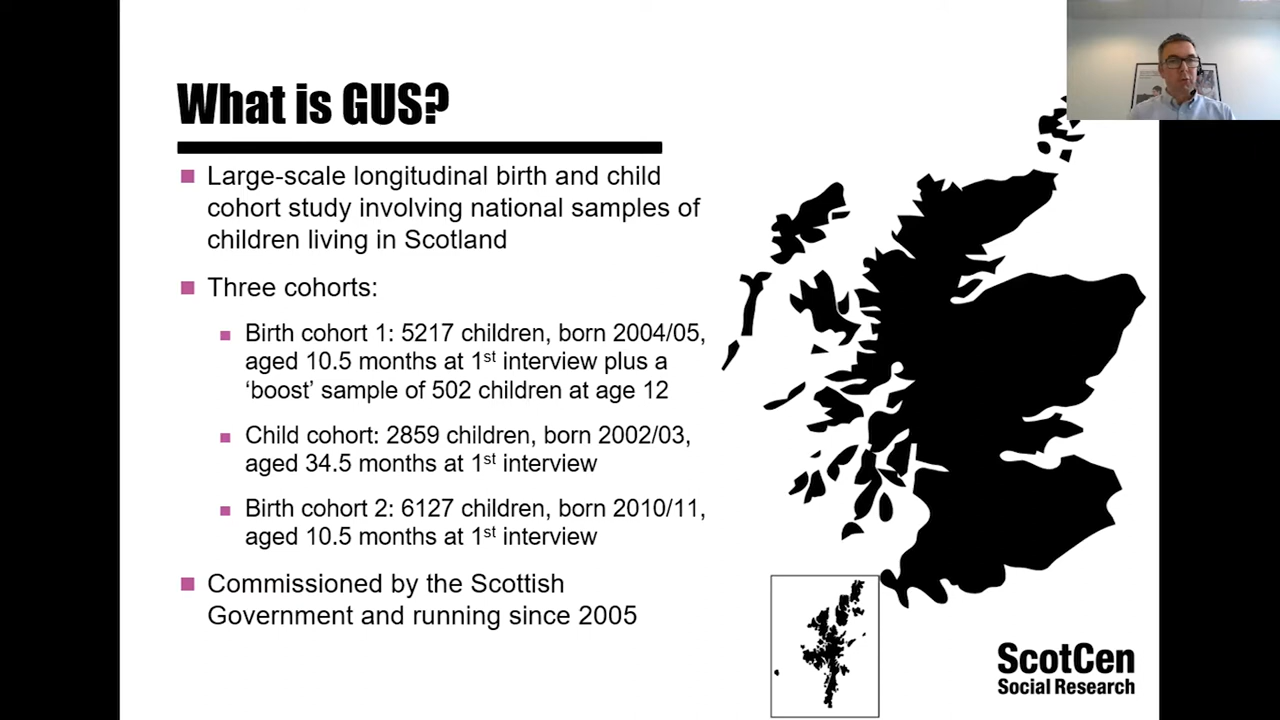 What is GUS?
Large-scale longitudinal birth and child
cohort study involving national samples of
children living in Scotland
Three cohorts:
Birth cohort 1: 5217 children, born 2004/05,
aged 10.5 months at 1st interview plus a
‘boost’ sample of 502 children at age 12
Child cohort: 2859 children, born 2002/03,
aged 34.5 months at 1st interview
Birth cohort 2: 6127 children, born 2010/11,
aged 10.5 months at 1st interview
Commissioned by the Scottish
Government and running since 2005
ScotCen
Social Research